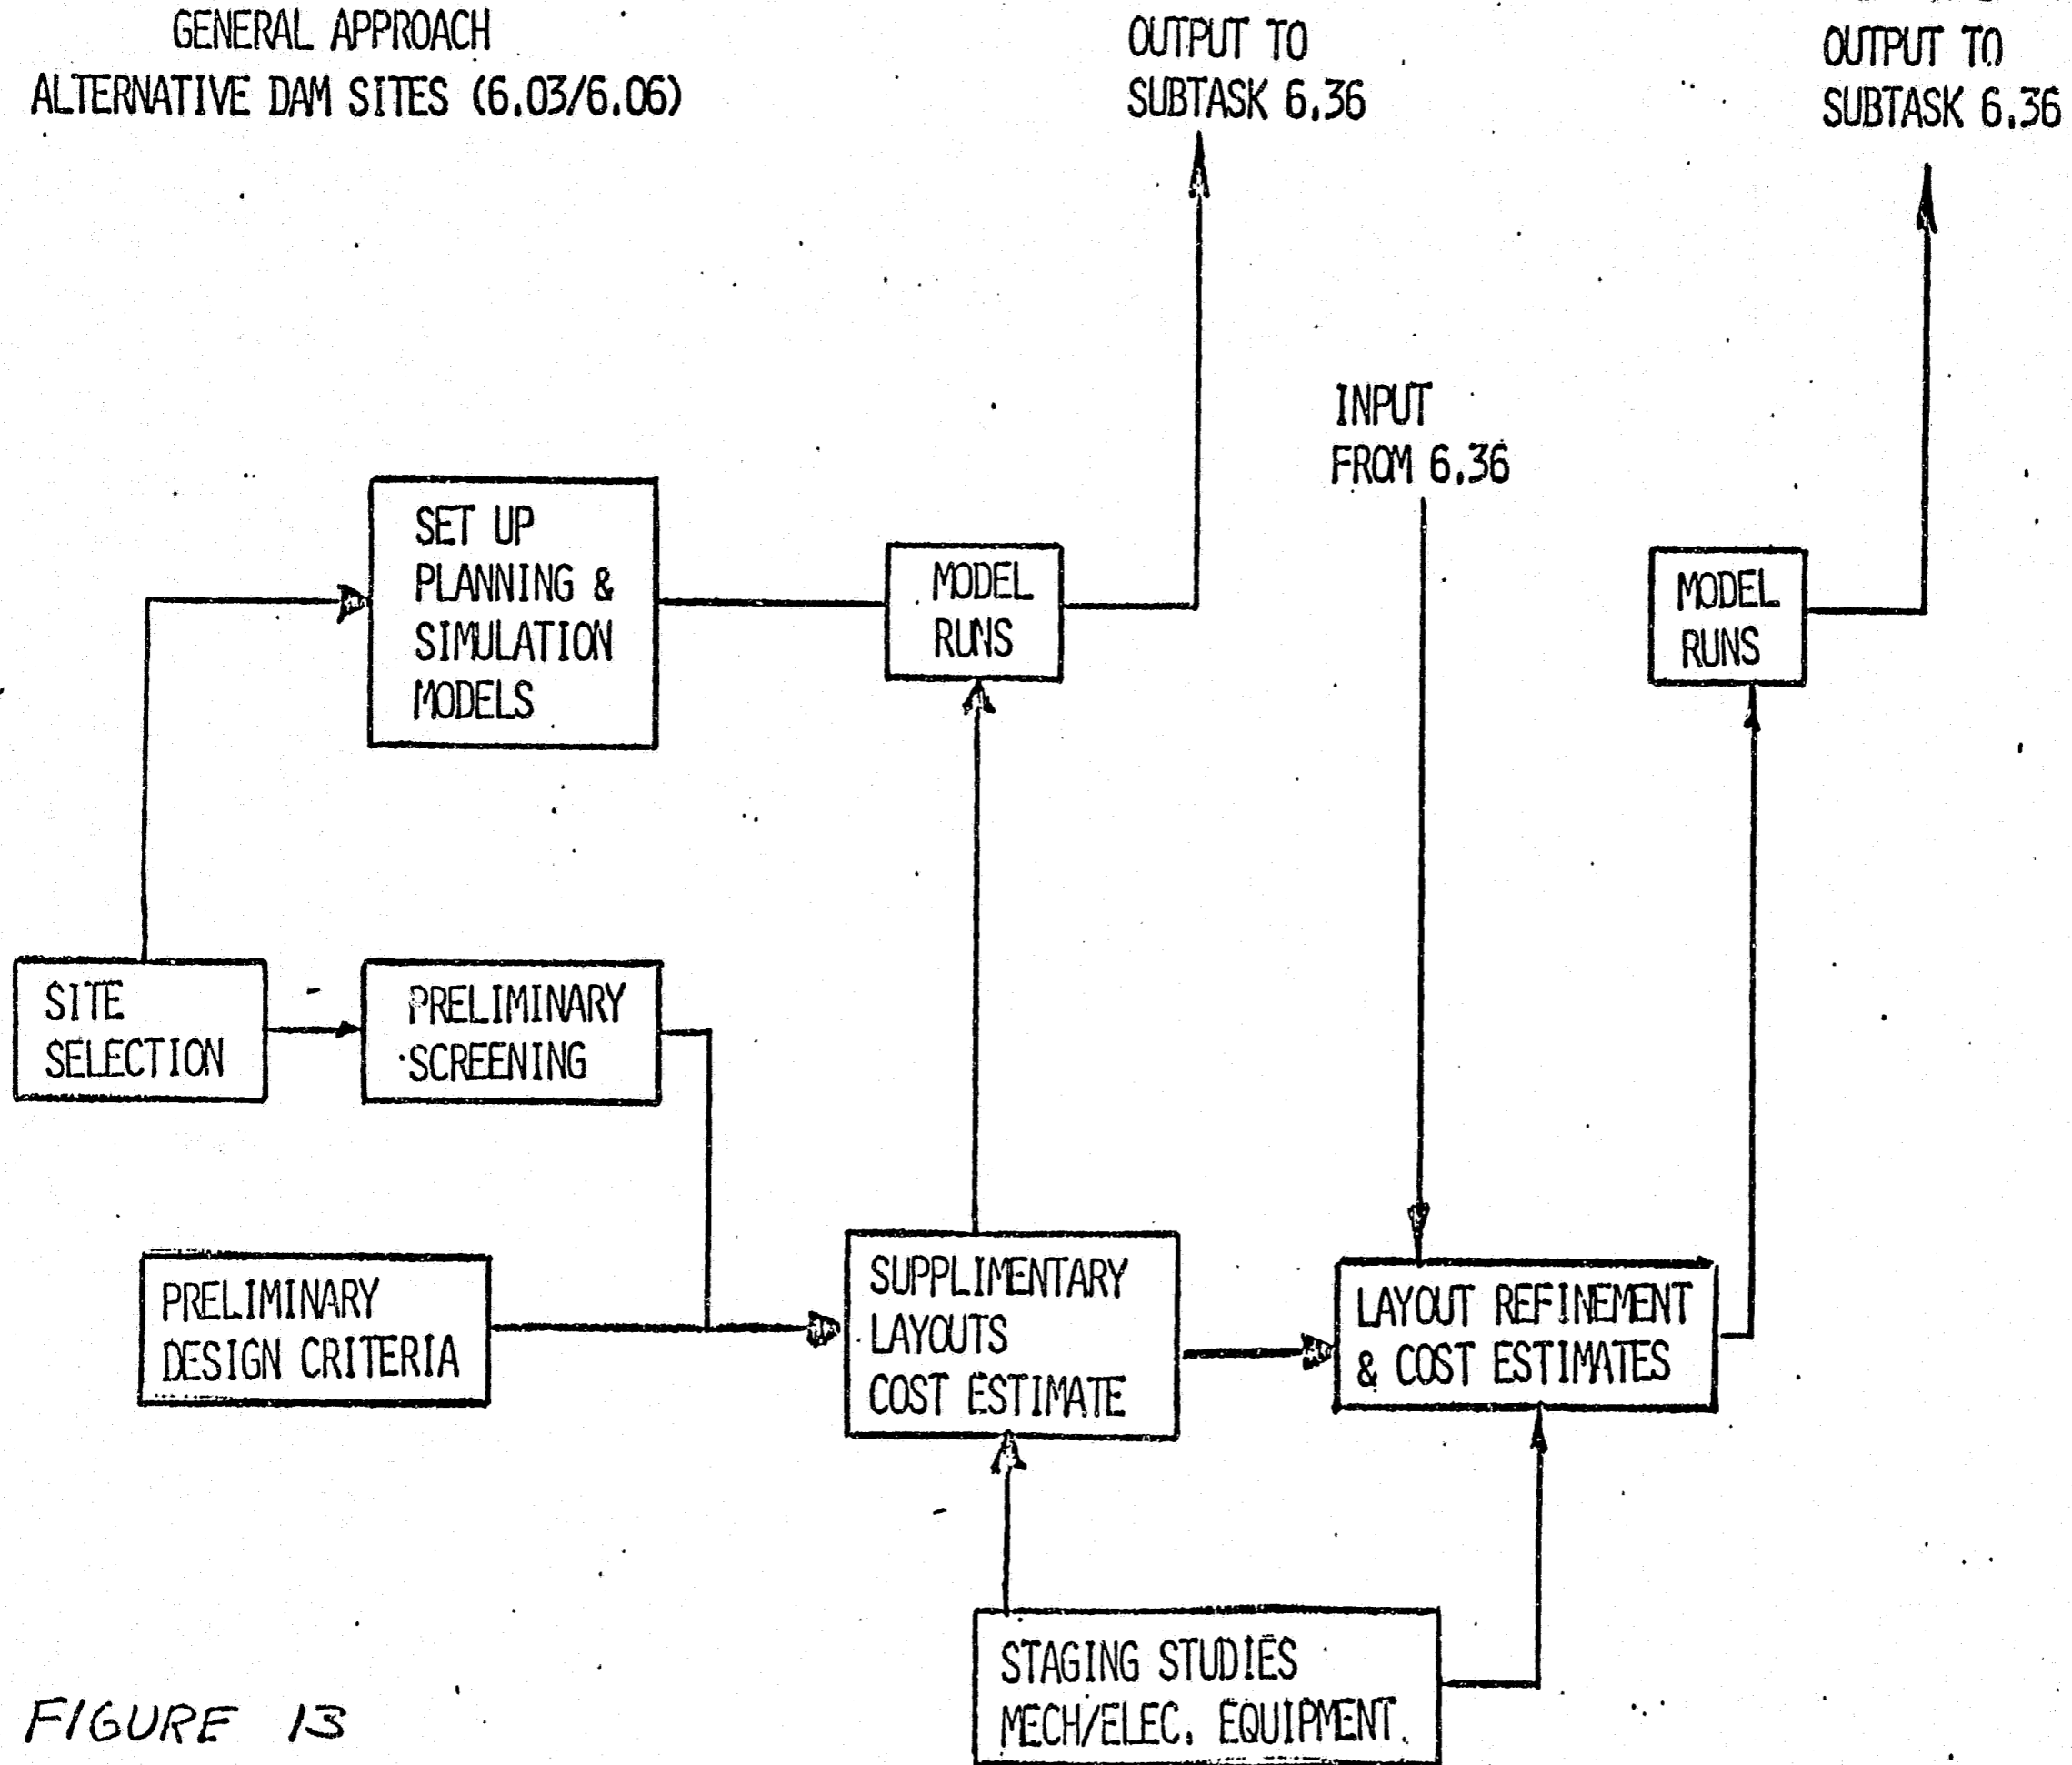 GENERAL APPROACH
ALTERNATIVE DAM SITES (6.03/6.06)
OUTPUT TO
SUBTASK 6.36
OUTPUT TO
SUBTASK 6.36
INPUT
FROM 6.36
SET UP
PLANNING &
SIMULATION
MODELS
MODEL
RUNS
MODEL
RUNS
SITE
SELECTION
PRELIMINARY
SCREENING
PRELIMINARY
DESIGN CRITERIA
SUPPLIMENTARY
LAYOUTS
COST ESTIMATE
LAYOUT REFINEMENT
& COST ESTIMATES
STAGING STUDIES
MECH/ELEC. EQUIPMENT.
FIGURE 13